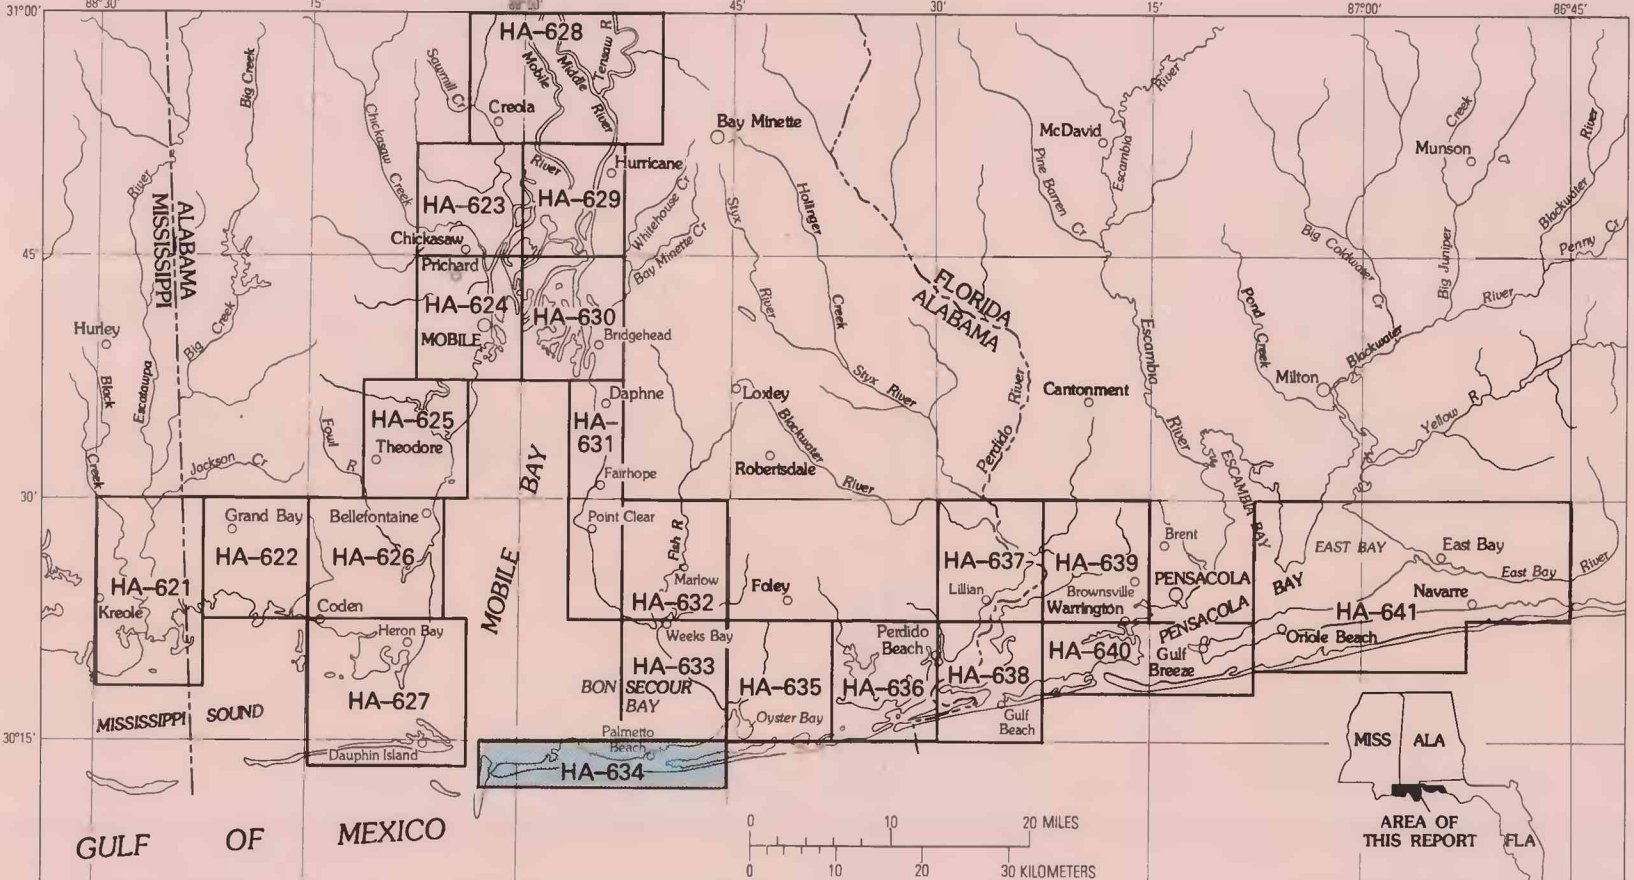 31°00'
88°30'
15'
88°00'
45'
30'
15'
87°00'
86°45'
HA-628
Mobile
Middle
Tensaw R
River
Sawmill Cr
Big Creek
Chickasaw Creek
Creola
Bay Minette
McDavid
Escambia
River
Pine Barren
Cr
Munson
Creek
Big Juniper
Blackwater
River
Penny Cr
River
ALABAMA
MISSISSIPPI
HA-623
River
Hurricane
HA-629
Whitehouse Cr
Bay Minette Cr
Styx
River
Hollinger
Creek
Chickasaw
45'
Prichard
HA-624
MOBILE
HA-630
Bridgehead
FLORIDA
ALABAMA
Big Coldwater
Cr
Pond
Creek
River
Blackwater
Hurley
Big
Creek
Escatawpa
Black
Creek
Escambia
River
Milton
Styx
River
Cantonment
Perdido
River
Yellow R
HA-625
Theodore
Daphne
HA-
631
Loxley
Blackwater
River
Robertsdale
Fowl
R
Jackson Cr
Fairhope
BAY
ESCAMBIA BAY
30'
Grand Bay
HA-622
Bellefontaine
HA-626
Point Clear
Fish R
Marlow
HA-632
Foley
HA-637
Lillian
HA-639
Brownsville
Warrington
Brent
PENSACOLA
PENSACOLA
BAY
EAST BAY
East Bay
East Bay
River
Navarre
HA-641
Oriole Beach
HA-621
Kreole
Coden
MOBILE
Heron Bay
HA-627
Weeks Bay
HA-633
BON SECOUR
BAY
HA-635
Oyster Bay
Perdido
Beach
HA-636
HA-638
Gulf
Beach
HA-640
Gulf
Breeze
MISSISSIPPI SOUND
30°15'
Dauphin Island
Palmetto
Beach
HA-634
GULF OF MEXICO
0 10 20 MILES
0 10 20 30 KILOMETERS
MISS
ALA
AREA OF
THIS REPORT
FLA